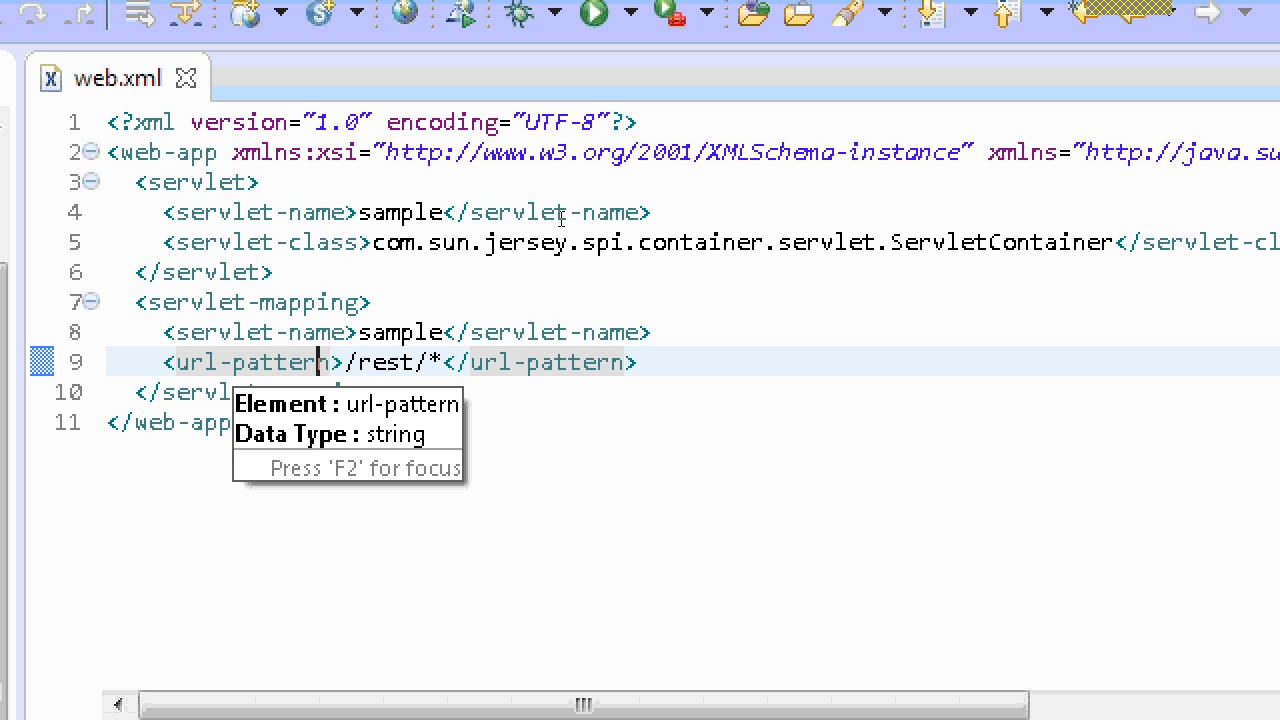 web.xml
1 <?xml version="1.0" encoding="UTF-8"?>
2 <web-app xmlns:xsi="http://www.w3.org/2001/XMLSchema-instance" xmlns="http://java.su
3 <servlet>
4 <servlet-name>sample</servlet-name>
5 <servlet-class>com.sun.jersey.spi.container.servlet.ServletContainer</servlet-cl
6 </servlet>
7 <servlet-mapping>
8 <servlet-name>sample</servlet-name>
9 <url-pattern>/rest/*</url-pattern>
10 </servl
11 </web-app
Element : url-pattern
Data Type : string
Press 'F2' for focus